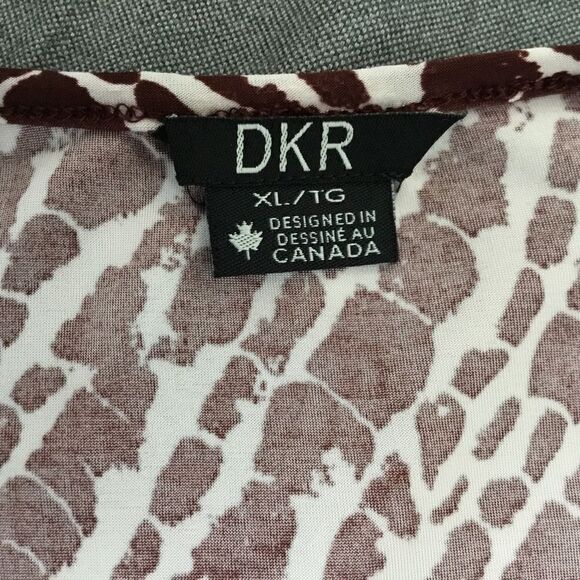 DKR
XL/TG
DESIGNED IN
DESSINÉ AU
CANADA